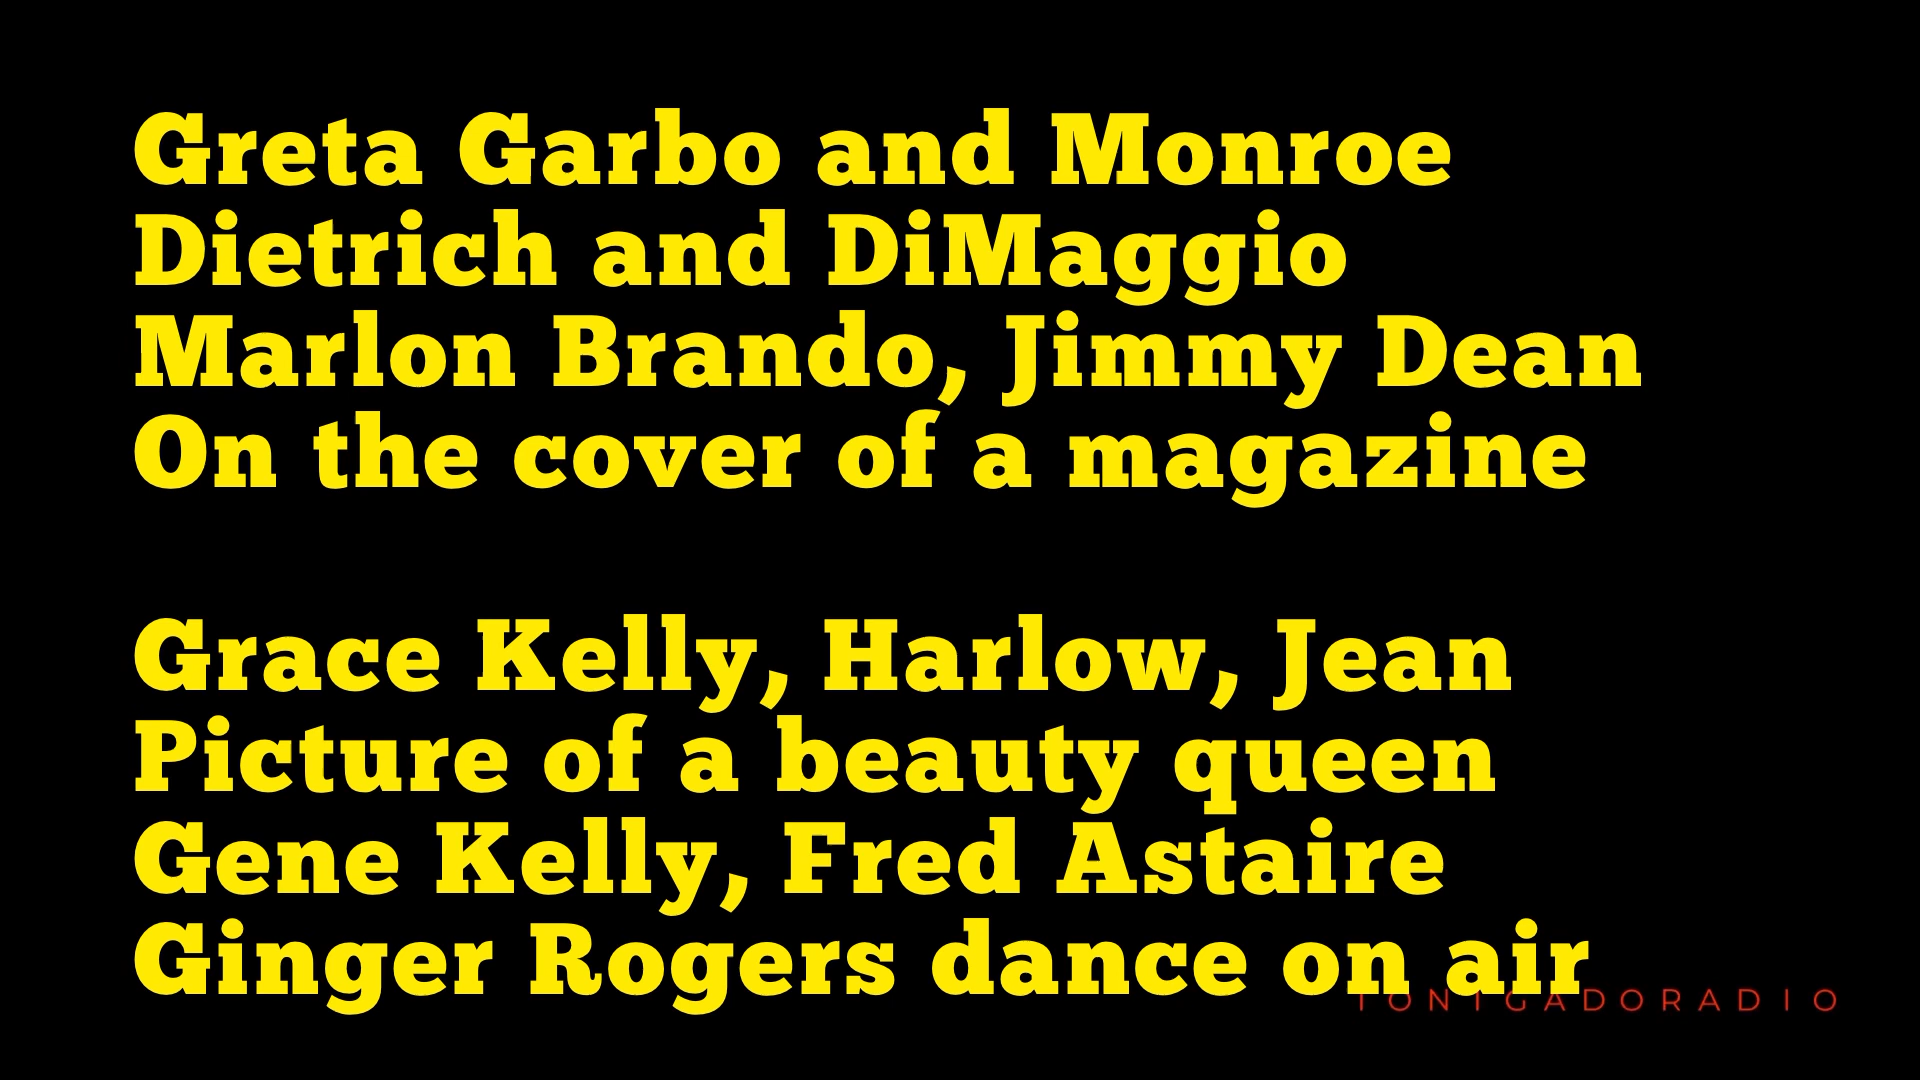 Greta Garbo and Monroe
Dietrich and DiMaggio
Marlon Brando, Jimmy Dean
On the cover of a magazine
Grace Kelly, Harlow, Jean
Picture of a beauty queen
Gene Kelly, Fred Astaire
Ginger Rogers dance on air
TONIGADORADIO